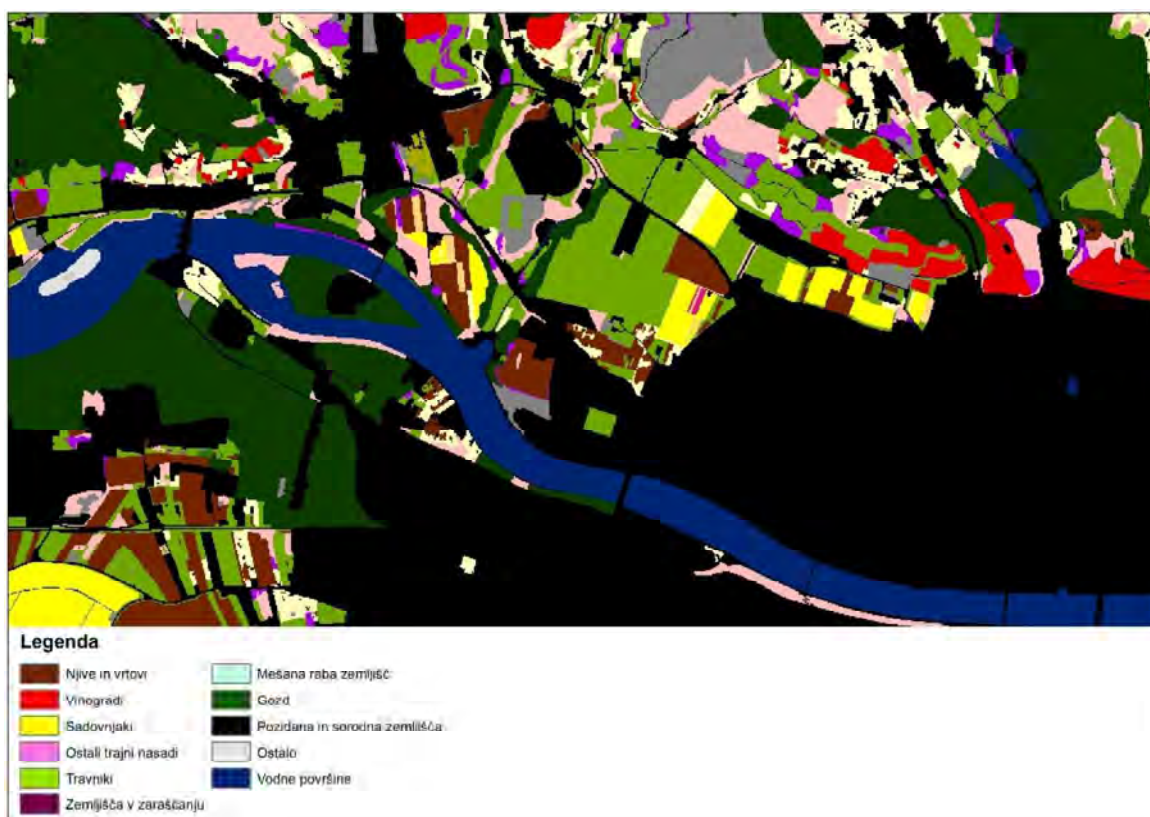 Legenda
Njive in vrtovi
Vinogradi
Sadovnjaki
Ostali trajni nasadi
Travniki
Zemljišča v zaraščanju
Mešana raba zemljišč
Gozd
Pozidana in sorodna zemljišča
Ostalo
Vodne površine